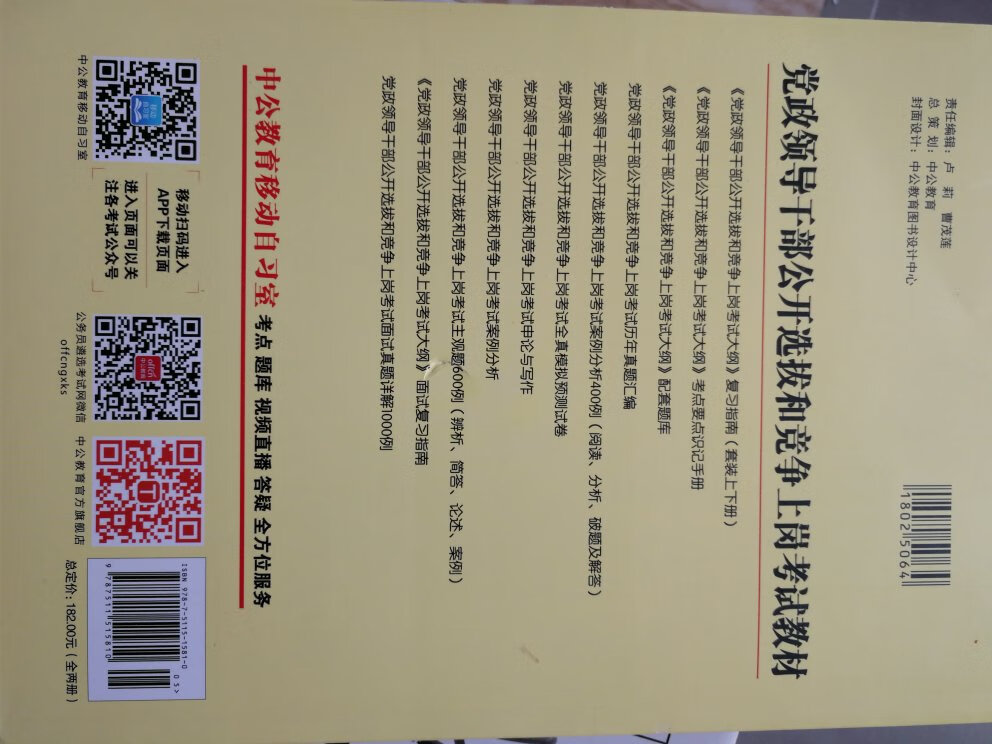 责任编辑：卢 莉 曹茂莲
总 策 划：中公教育
封面设计：中公教育图书设计中心
18025064
党政领导干部公开选拔和竞争上岗考试教材
《党政领导干部公开选拔和竞争上岗考试大纲》复习指南（套装上下册）
《党政领导干部公开选拔和竞争上岗考试大纲》考点要点识记手册
《党政领导干部公开选拔和竞争上岗考试大纲》配套题库
党政领导干部公开选拔和竞争上岗考试历年真题汇编
党政领导干部公开选拔和竞争上岗考试案例分析400例（阅读、分析、破题及解答）
党政领导干部公开选拔和竞争上岗考试全真模拟预测试卷
党政领导干部公开选拔和竞争上岗考试申论与写作
党政领导干部公开选拔和竞争上岗考试案例分析
党政领导干部公开选拔和竞争上岗考试主观题600例（辨析、简答、论述、案例）
《党政领导干部公开选拔和竞争上岗考试大纲》面试复习指南
党政领导干部公开选拔和竞争上岗考试面试真题详解1000例
中公教育移动自习室 考点 题库 视频直播 答疑 全方位服务
移动扫码进入
APP下载页面
进入页面可以关
注各考试公众号
中公教育移动自习室
offcn
中公教育
公务员遴选考试网微信
offcngxks
中公教育官方旗舰店
ISBN 978-7-5115-1581-0
05>
9 787511 515810
总定价：182.00元（全两册）